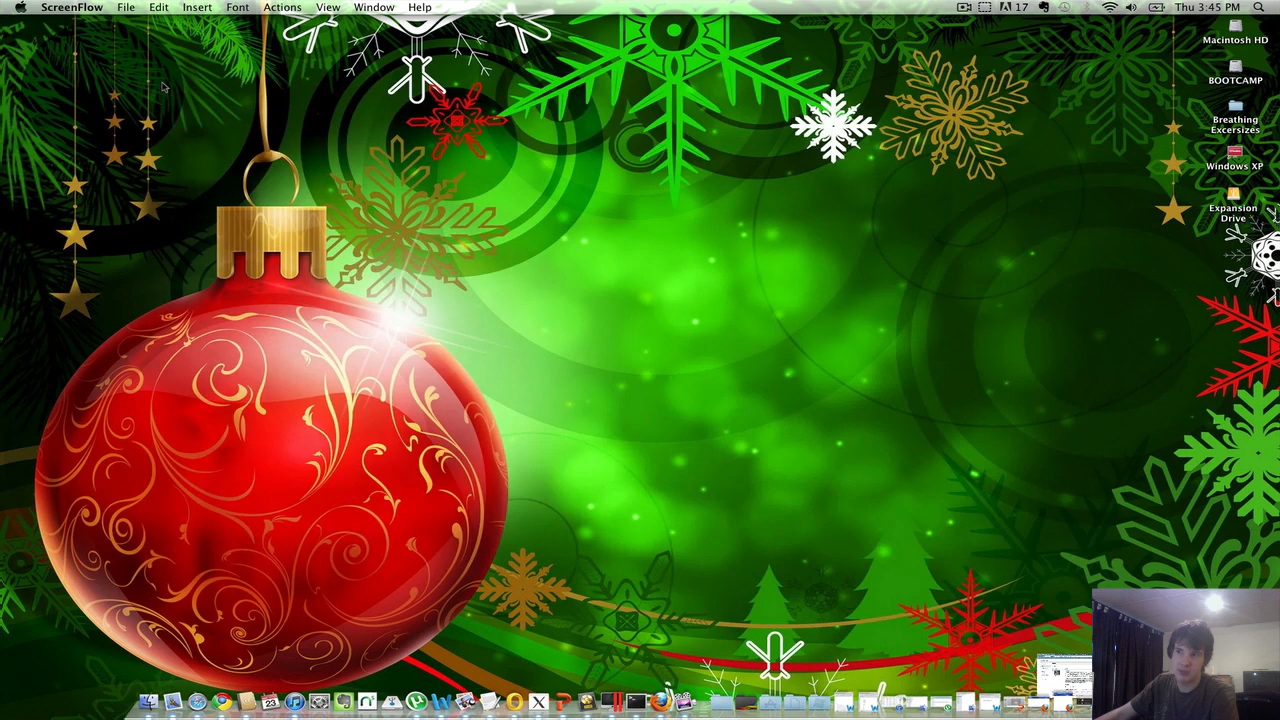 ScreenFlow File Edit Insert Font Actions View Window Help 17 Thu 3:45 PM
Macintosh HD
BOOTCAMP
Breathing
Excersizes
Windows XP
Expansion
Drive
23